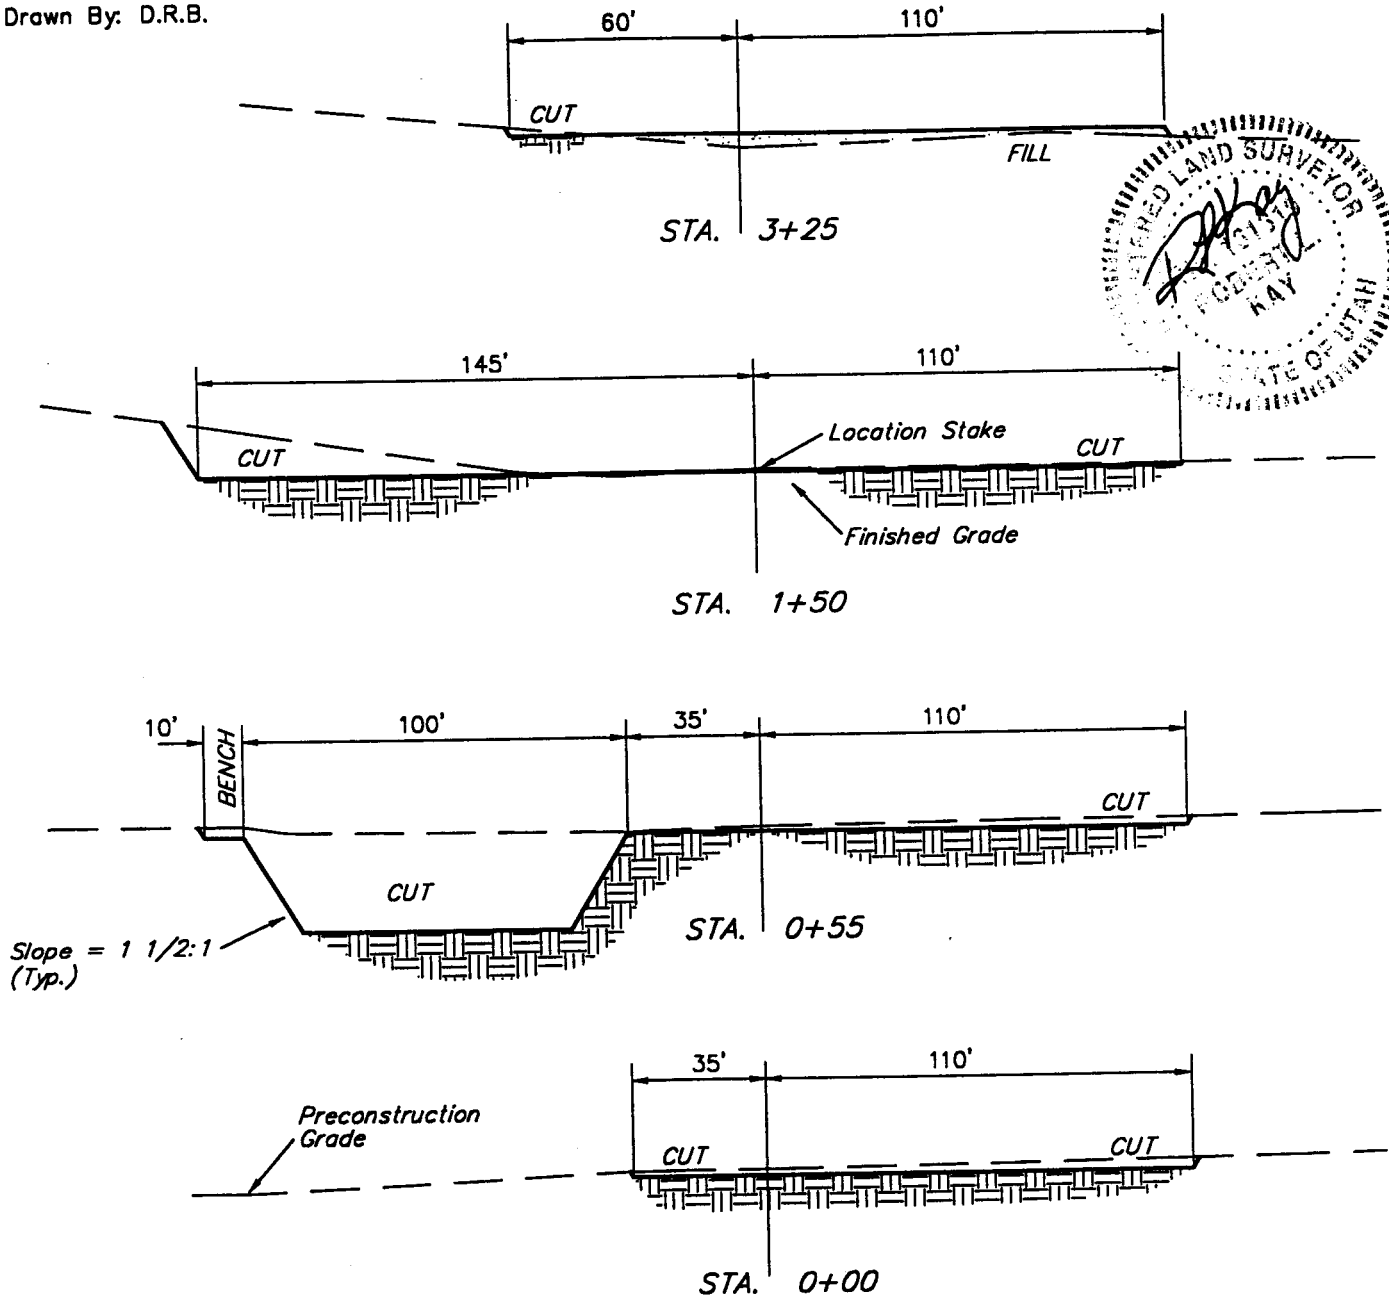 Drawn By: D.R.B.
60'
110'
CUT
FILL
STA. 3+25
LAND SURVEYOR
ROBERT L.
KAY
STATE OF UTAH
145'
110'
Location Stake
CUT
CUT
Finished Grade
STA. 1+50
10'
BENCH
100'
35'
110'
CUT
CUT
STA. 0+55
Slope = 1 1/2:1
(Typ.)
35'
110'
Preconstruction
Grade
CUT
CUT
STA. 0+00